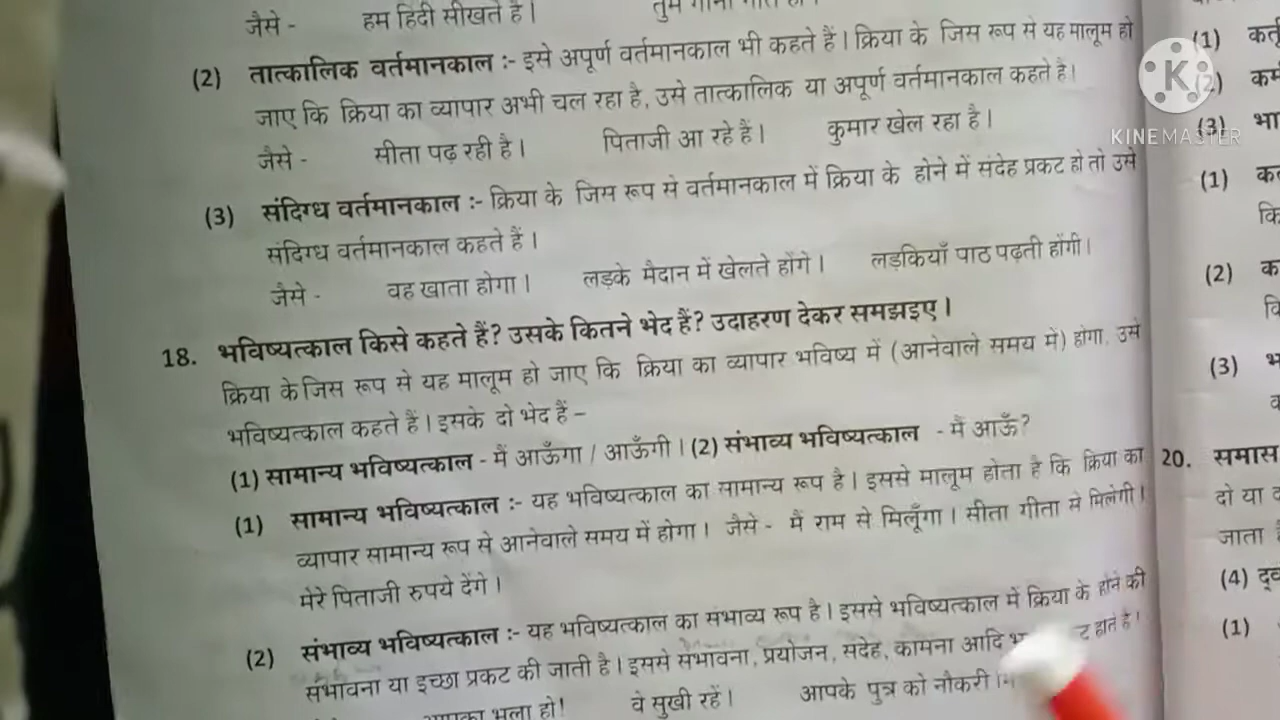 जैसे - हम हिंदी सीखते हैं।
(2) तात्कालिक वर्तमानकाल :- इसे अपूर्ण वर्तमानकाल भी कहते हैं। क्रिया के जिस रूप से यह मालूम हो
जाए कि क्रिया का व्यापार अभी चल रहा है, उसे तात्कालिक या अपूर्ण वर्तमानकाल कहते है।
जैसे - सीता पढ़ रही है। पिताजी आ रहे हैं। कुमार खेल रहा है।
(3) संदिग्ध वर्तमानकाल :- क्रिया के जिस रूप से वर्तमानकाल में क्रिया के होने में संदेह प्रकट हो तो उसे
संदिग्ध वर्तमानकाल कहते हैं।
जैसे - वह खाता होगा। लड़के मैदान में खेलते होंगे। लड़कियाँ पाठ पढ़ती होंगी।
18. भविष्यत्काल किसे कहते हैं? उसके कितने भेद हैं? उदाहरण देकर समझइए।
क्रिया के जिस रूप से यह मालूम हो जाए कि क्रिया का व्यापार भविष्य में (आनेवाले समय में) होगा, उसे
भविष्यत्काल कहते हैं। इसके दो भेद हैं –
(1) सामान्य भविष्यत्काल - मैं आऊँगा / आऊँगी। (2) संभाव्य भविष्यत्काल - मैं आऊँ?
(1) सामान्य भविष्यत्काल :- यह भविष्यत्काल का सामान्य रूप है। इससे मालूम होता है कि क्रिया का
व्यापार सामान्य रूप से आनेवाले समय में होगा। जैसे - मैं राम से मिलूँगा। सीता गीता से मिलेगी।
मेरे पिताजी रुपये देंगे।
(2) संभाव्य भविष्यत्काल :- यह भविष्यत्काल का संभाव्य रूप है। इससे भविष्यत्काल में क्रिया के होने की
संभावना या इच्छा प्रकट की जाती है। इससे संभावना, प्रयोजन, संदेह, कामना आदि
भला हो! वे सुखी रहें। आपके पुत्र को नौकरी
(1)
(2)
(3)
(1)
(2)
(3)
20. समास
दो या
जाता
(4)
(1)
KINEMASTER